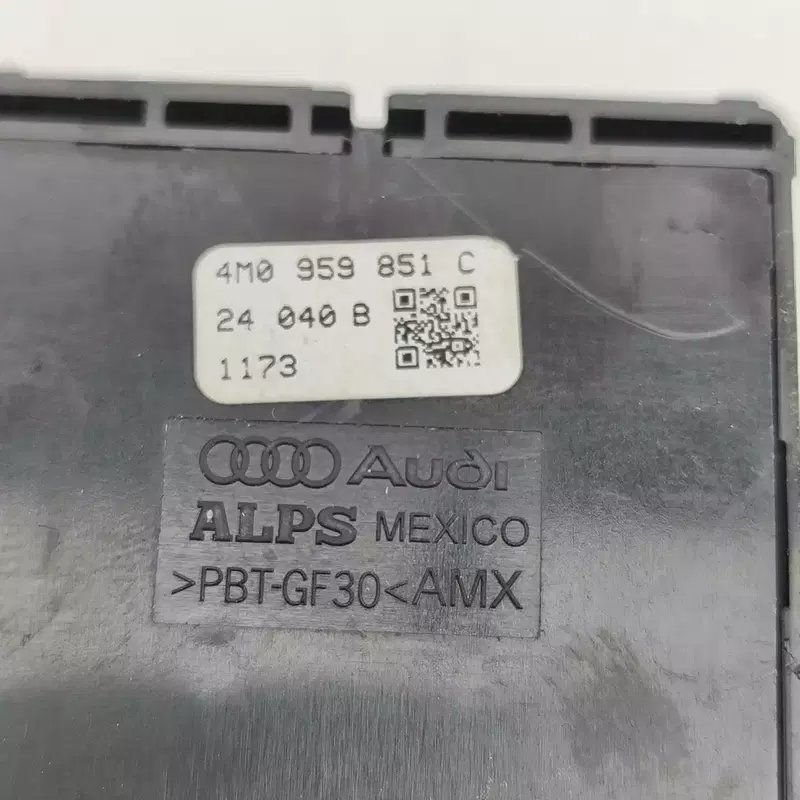 4M0 959 851 C
24 040 B
1173
Audi
ALPS MEXICO
>PBT-GF30<AMX